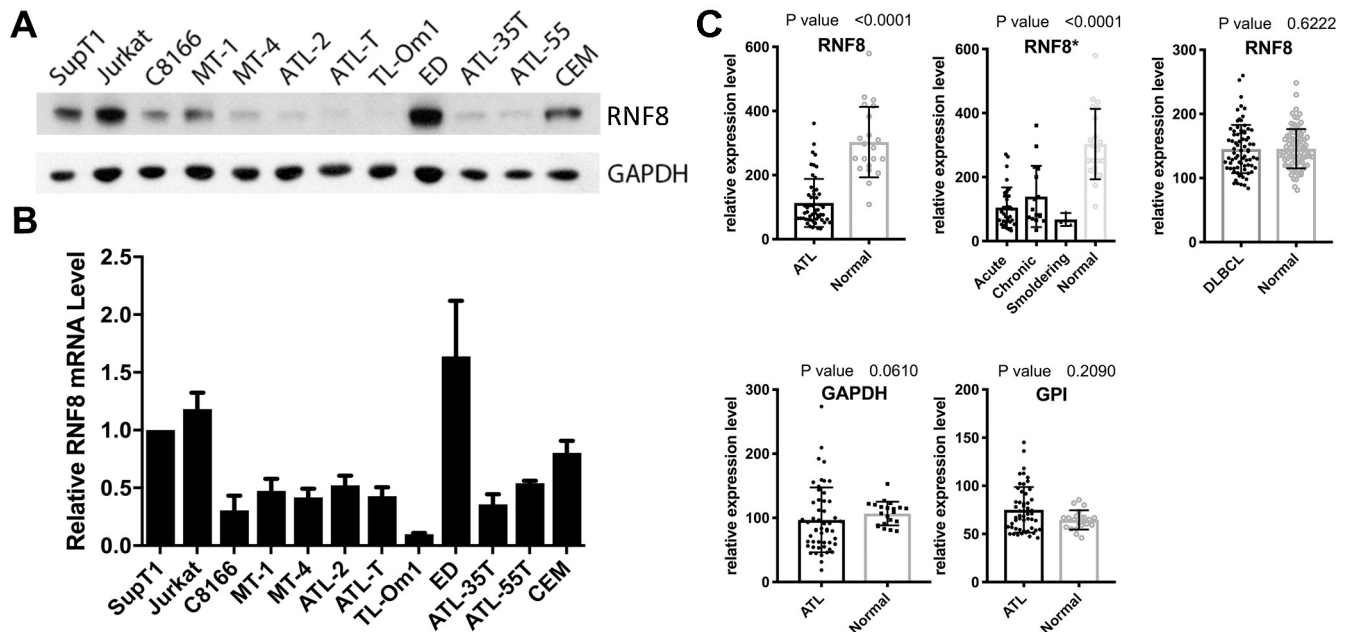 A
SupT1
Jurkat
C8166
MT-1
MT-4
ATL-2
ATL-T
TL-Om1
ED
ATL-35T
ATL-55
CEM
RNF8
GAPDH
B
Relative RNF8 mRNA Level
2.5
2.0
1.5
1.0
0.5
0.0
SupT1
Jurkat
C8166
MT-1
MT-4
ATL-2
ATL-T
TL-Om1
ED
ATL-35T
ATL-55T
CEM
C
P value <0.0001
RNF8
relative expression level
600
400
200
0
ATL
Normal
P value <0.0001
RNF8*
relative expression level
600
400
200
0
Acute
Chronic
Smoldering
Normal
P value 0.6222
RNF8
relative expression level
300
200
100
0
DLBCL
Normal
P value 0.0610
GAPDH
relative expression level
300
200
100
0
ATL
Normal
P value 0.2090
GPI
relative expression level
200
150
100
50
0
ATL
Normal